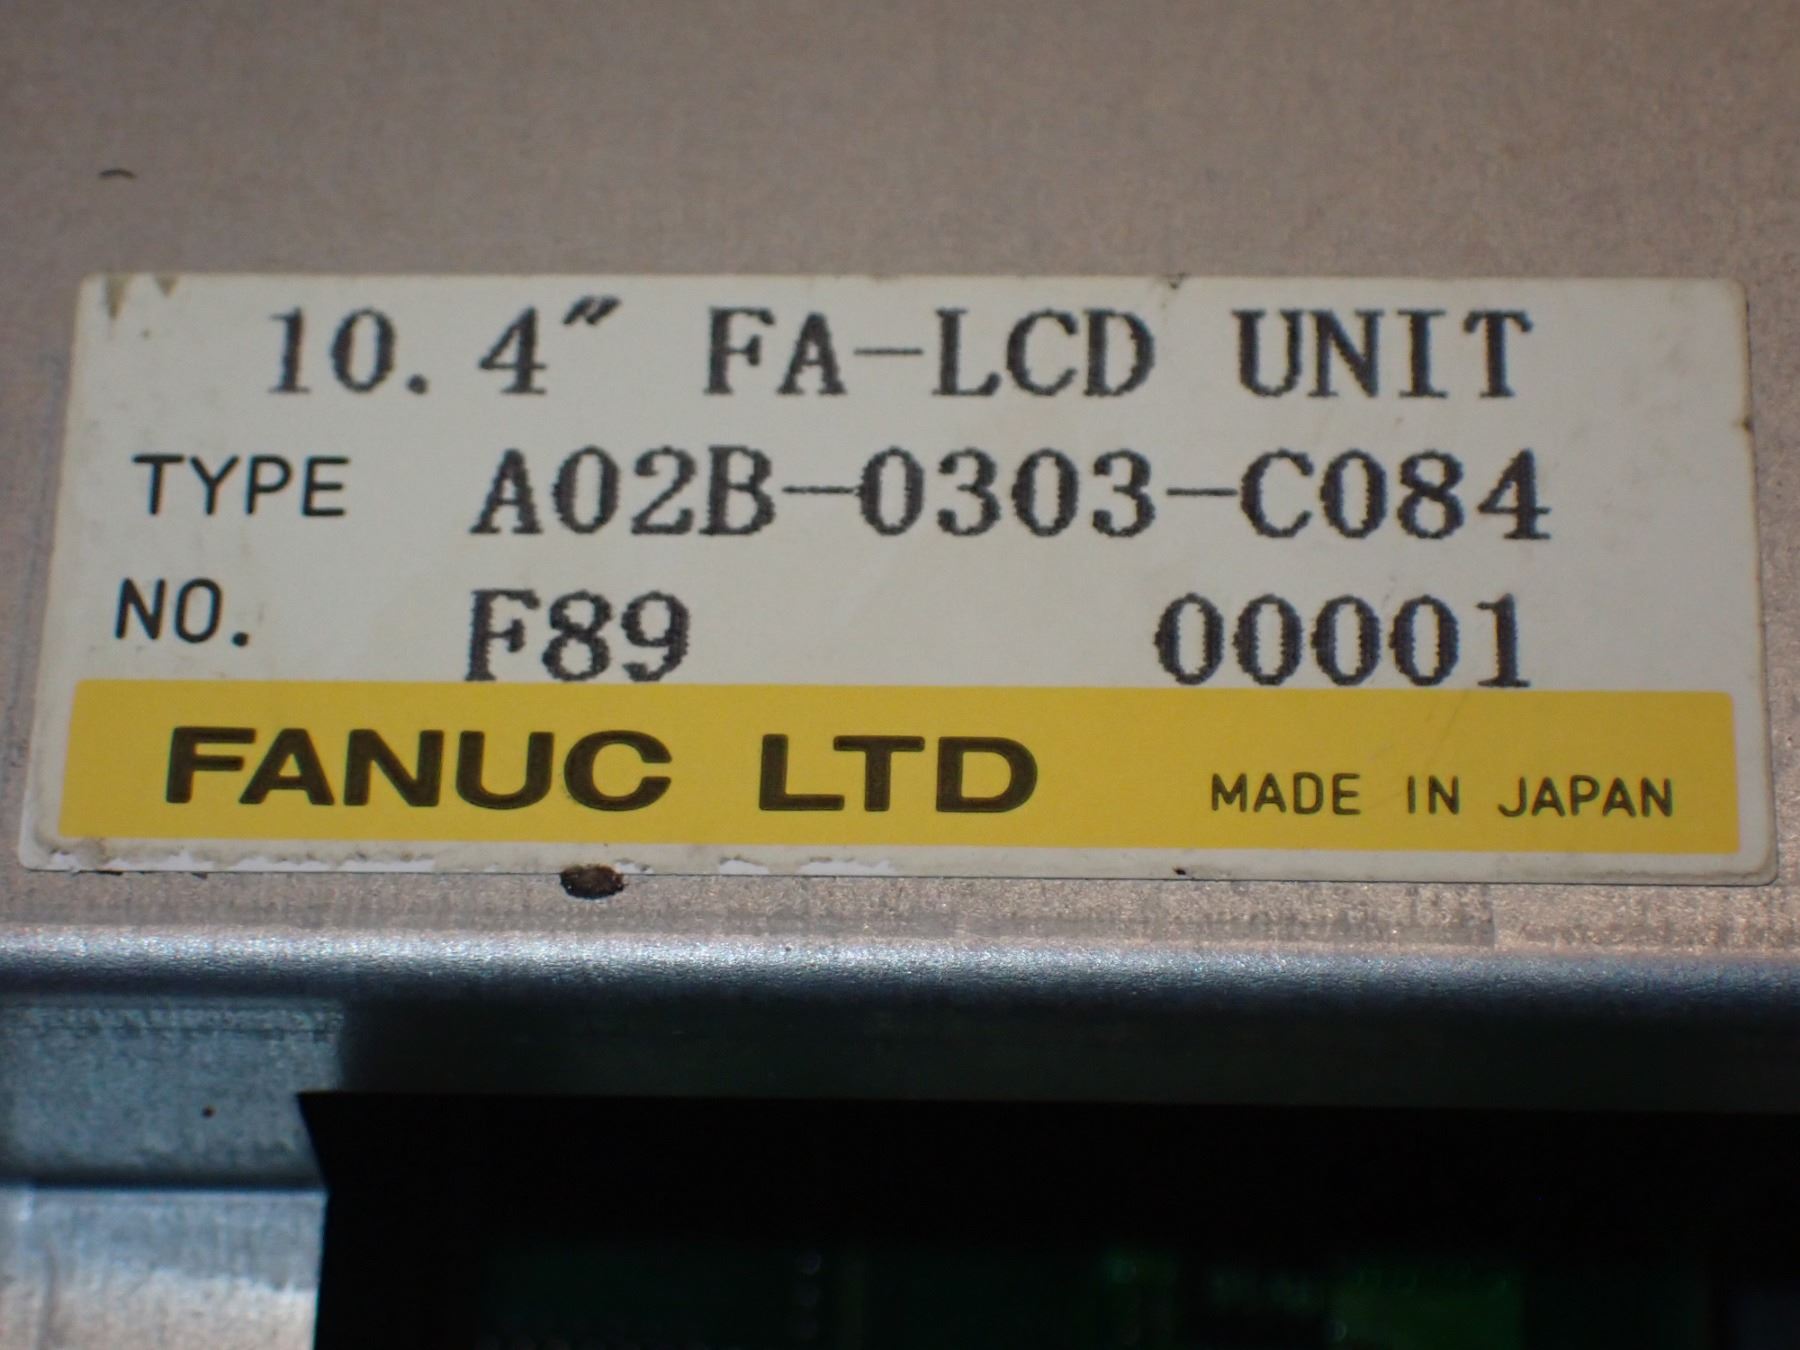 10.4" FA-LCD UNIT
TYPE A02B-0303-C084
NO. F89 00001
FANUC LTD MADE IN JAPAN